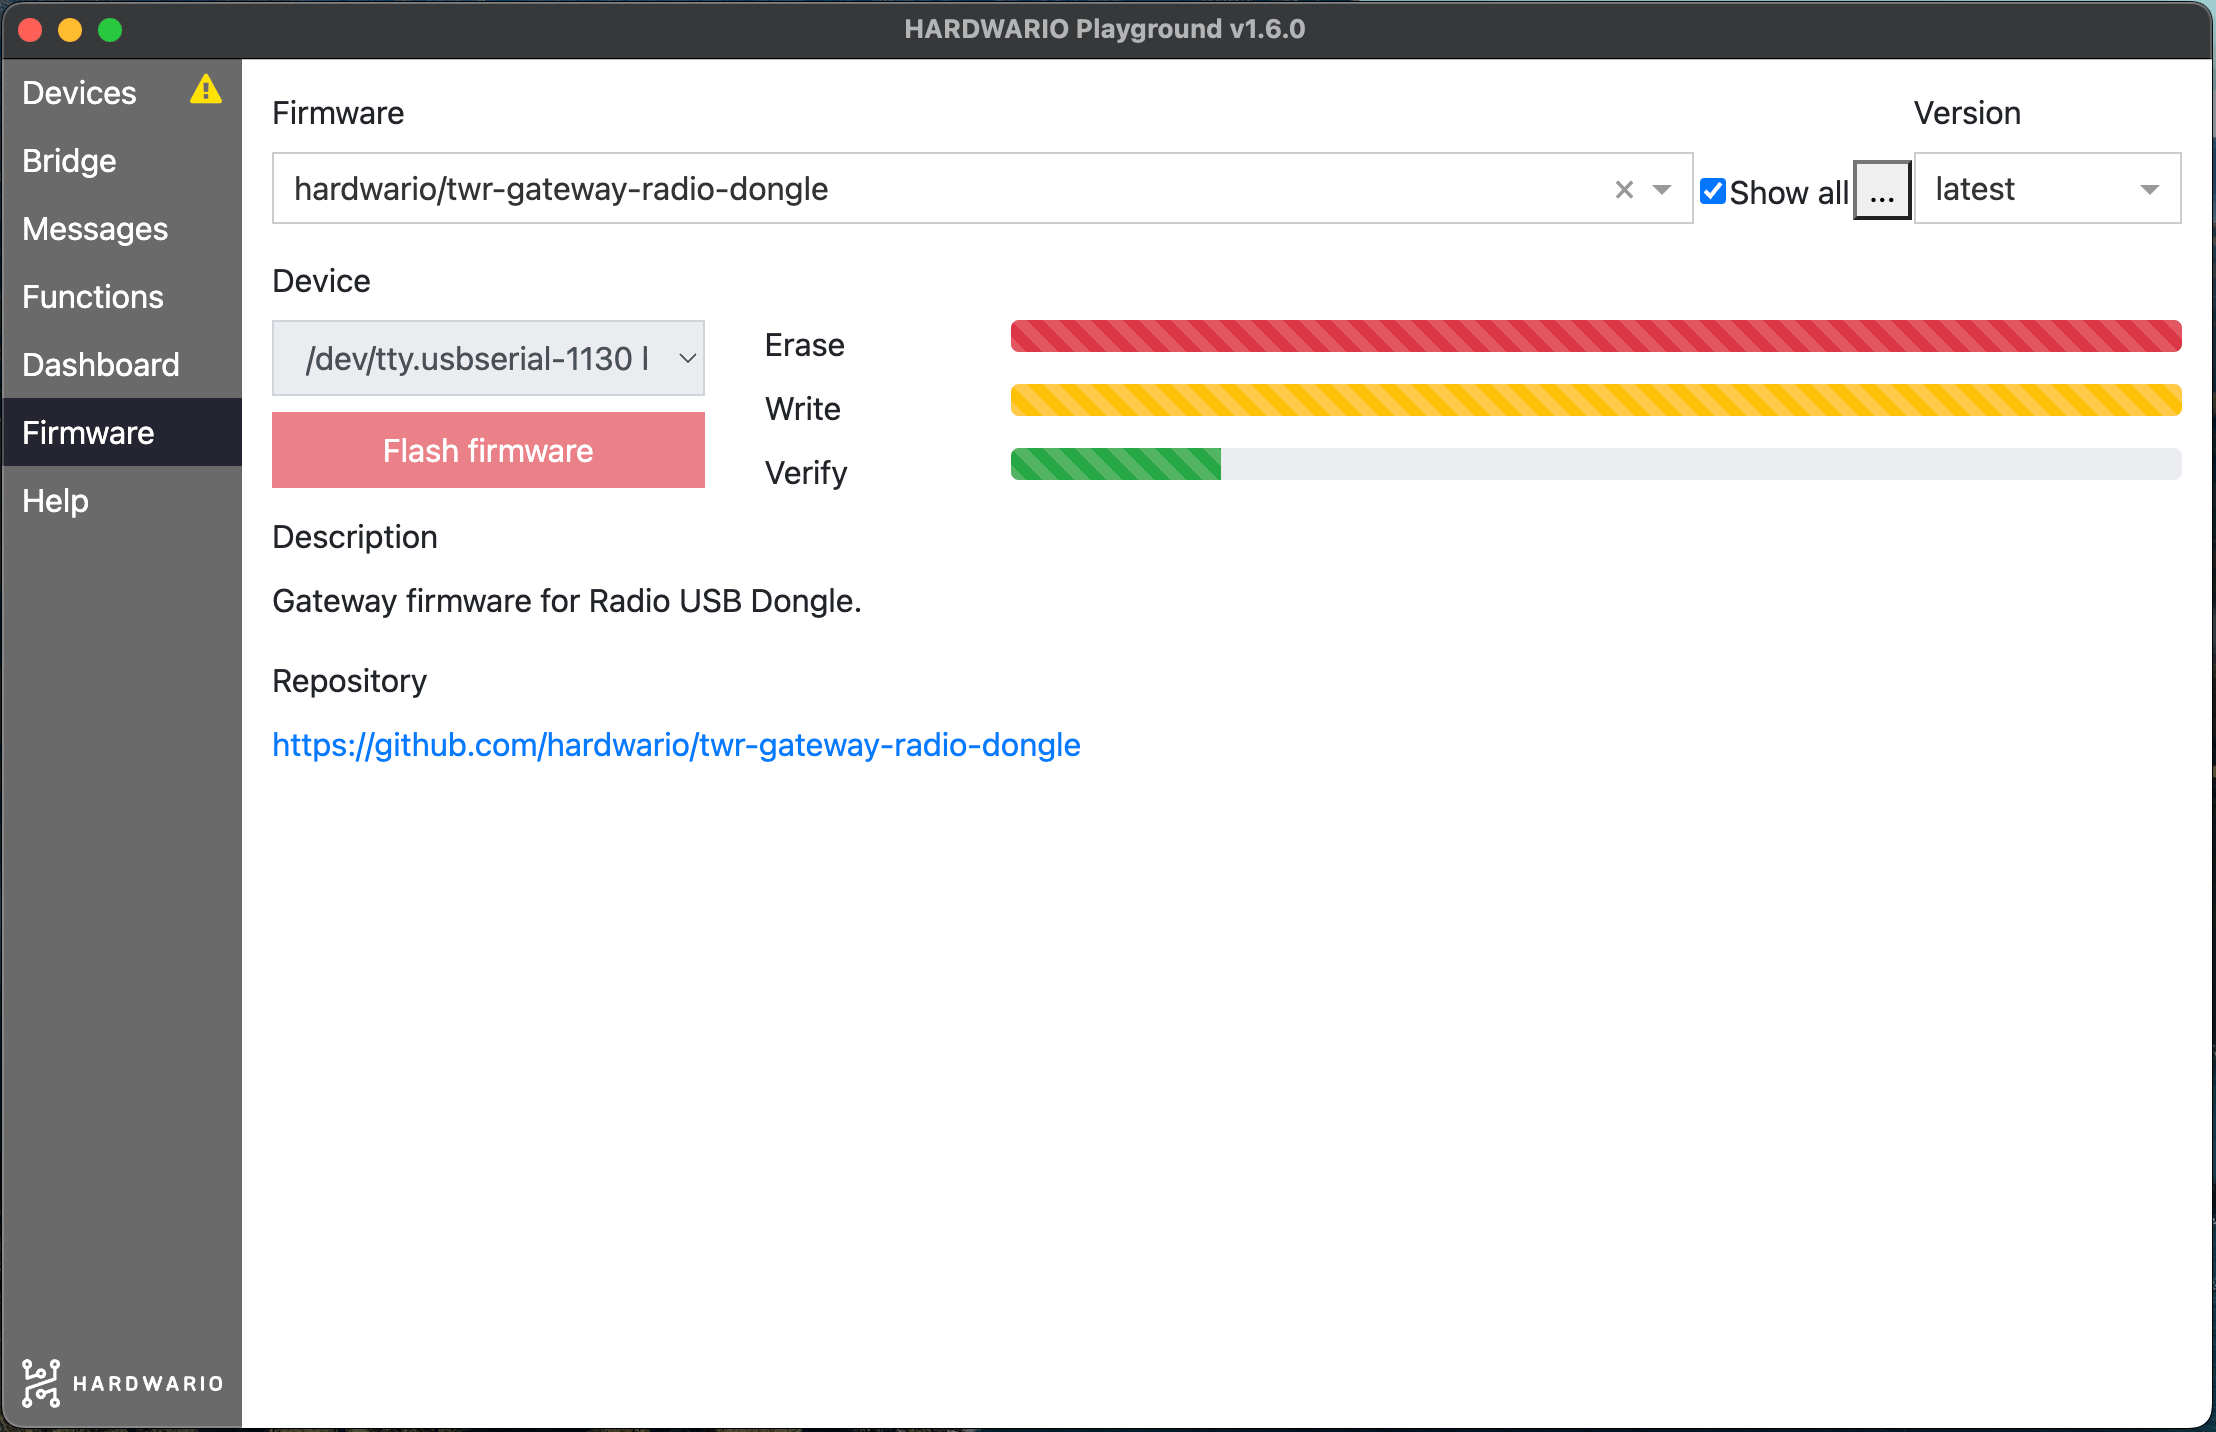 HARDWARIO Playground v1.6.0
Devices
Bridge
Messages
Functions
Dashboard
Firmware
Help
HARDWARIO
Firmware
Version
hardwario/twr-gateway-radio-dongle
Show all
...
latest
Device
/dev/tty.usbserial-1130
Flash firmware
Erase
Write
Verify
Description
Gateway firmware for Radio USB Dongle.
Repository
https://github.com/hardwario/twr-gateway-radio-dongle